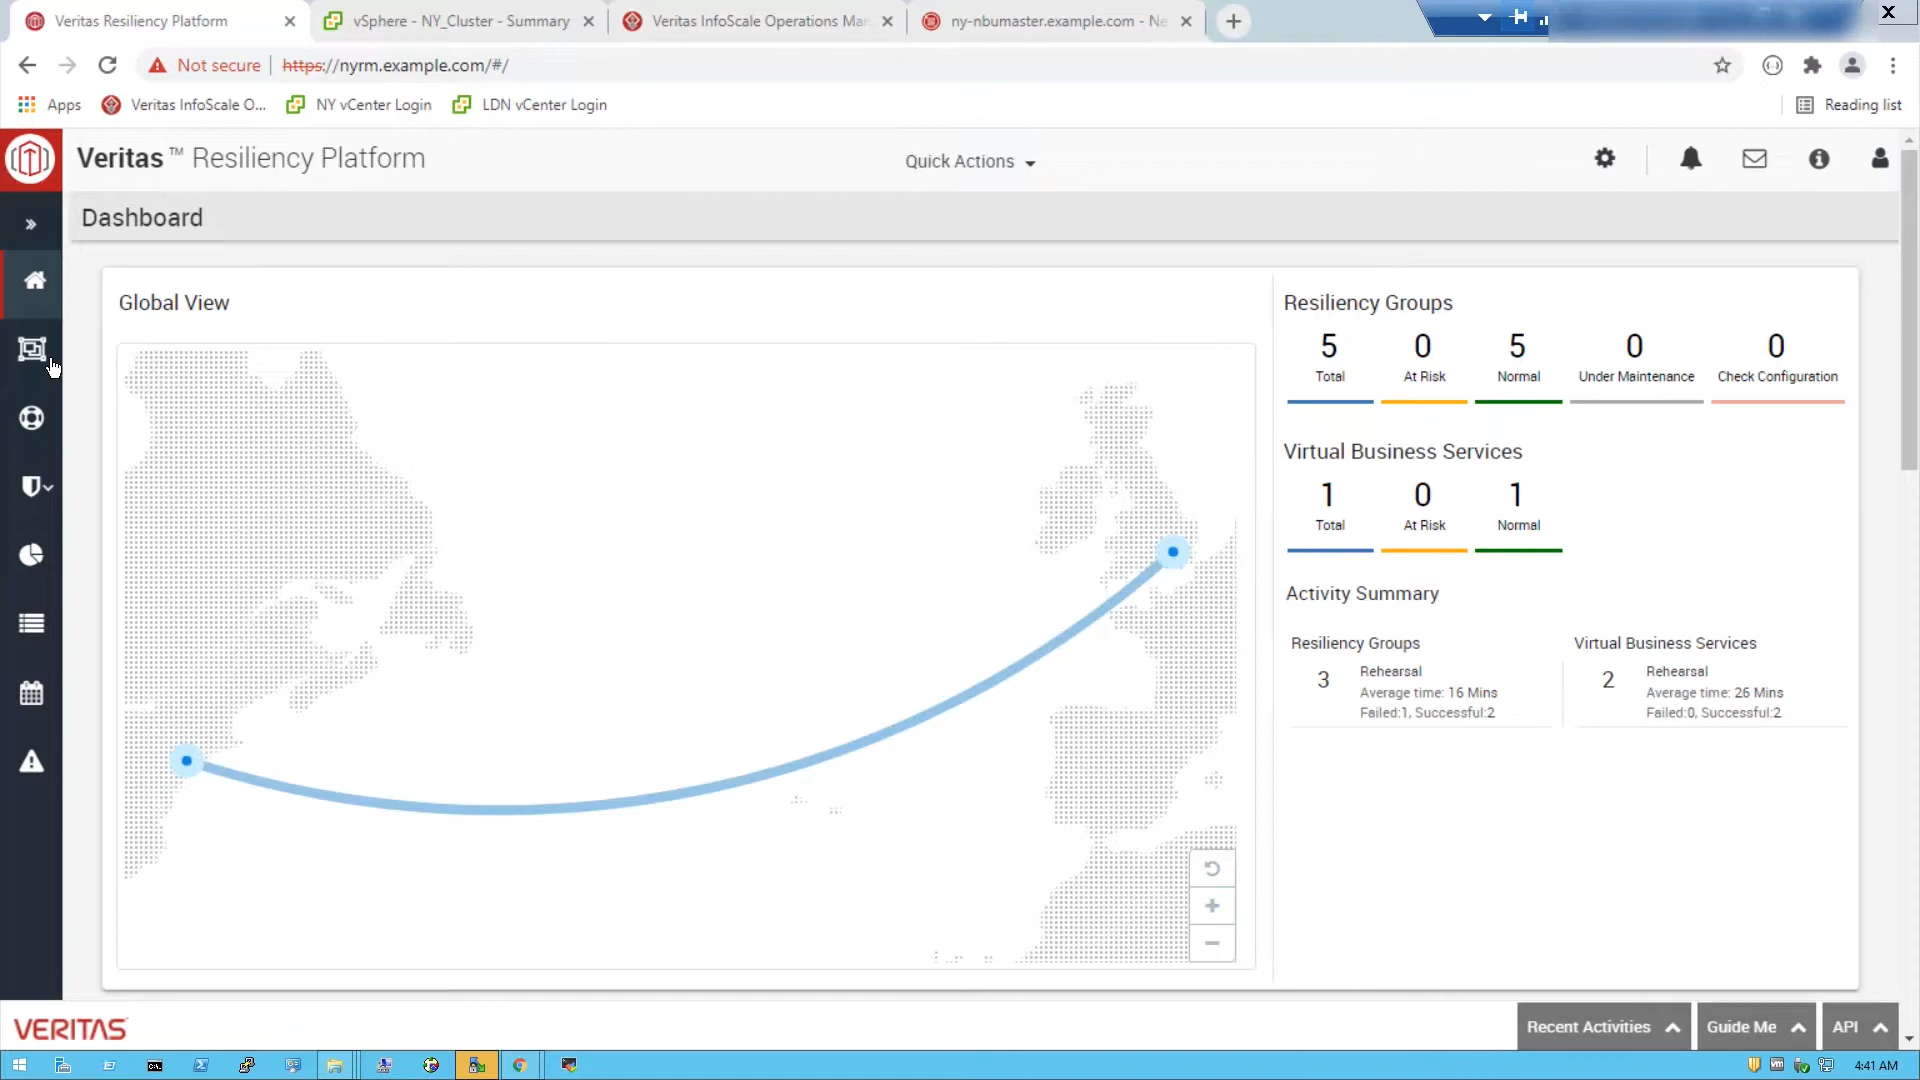 Veritas Resiliency Platform
vSphere - NY_Cluster - Summary
Veritas InfoScale Operations Man
ny-nbumaster.example.com - Ne
Not secure
https://nyrm.example.com/#/
Apps
Veritas InfoScale O...
NY vCenter Login
LDN vCenter Login
Reading list
Veritas™ Resiliency Platform
Quick Actions
Dashboard
Global View
Resiliency Groups
5 0 5 0 0
Total At Risk Normal Under Maintenance Check Configuration
Virtual Business Services
1 0 1
Total At Risk Normal
Activity Summary
Resiliency Groups
3
Rehearsal
Average time: 16 Mins
Failed:1, Successful:2
Virtual Business Services
2
Rehearsal
Average time: 26 Mins
Failed:0, Successful:2
VERITAS
Recent Activities
Guide Me
API
4:41 AM